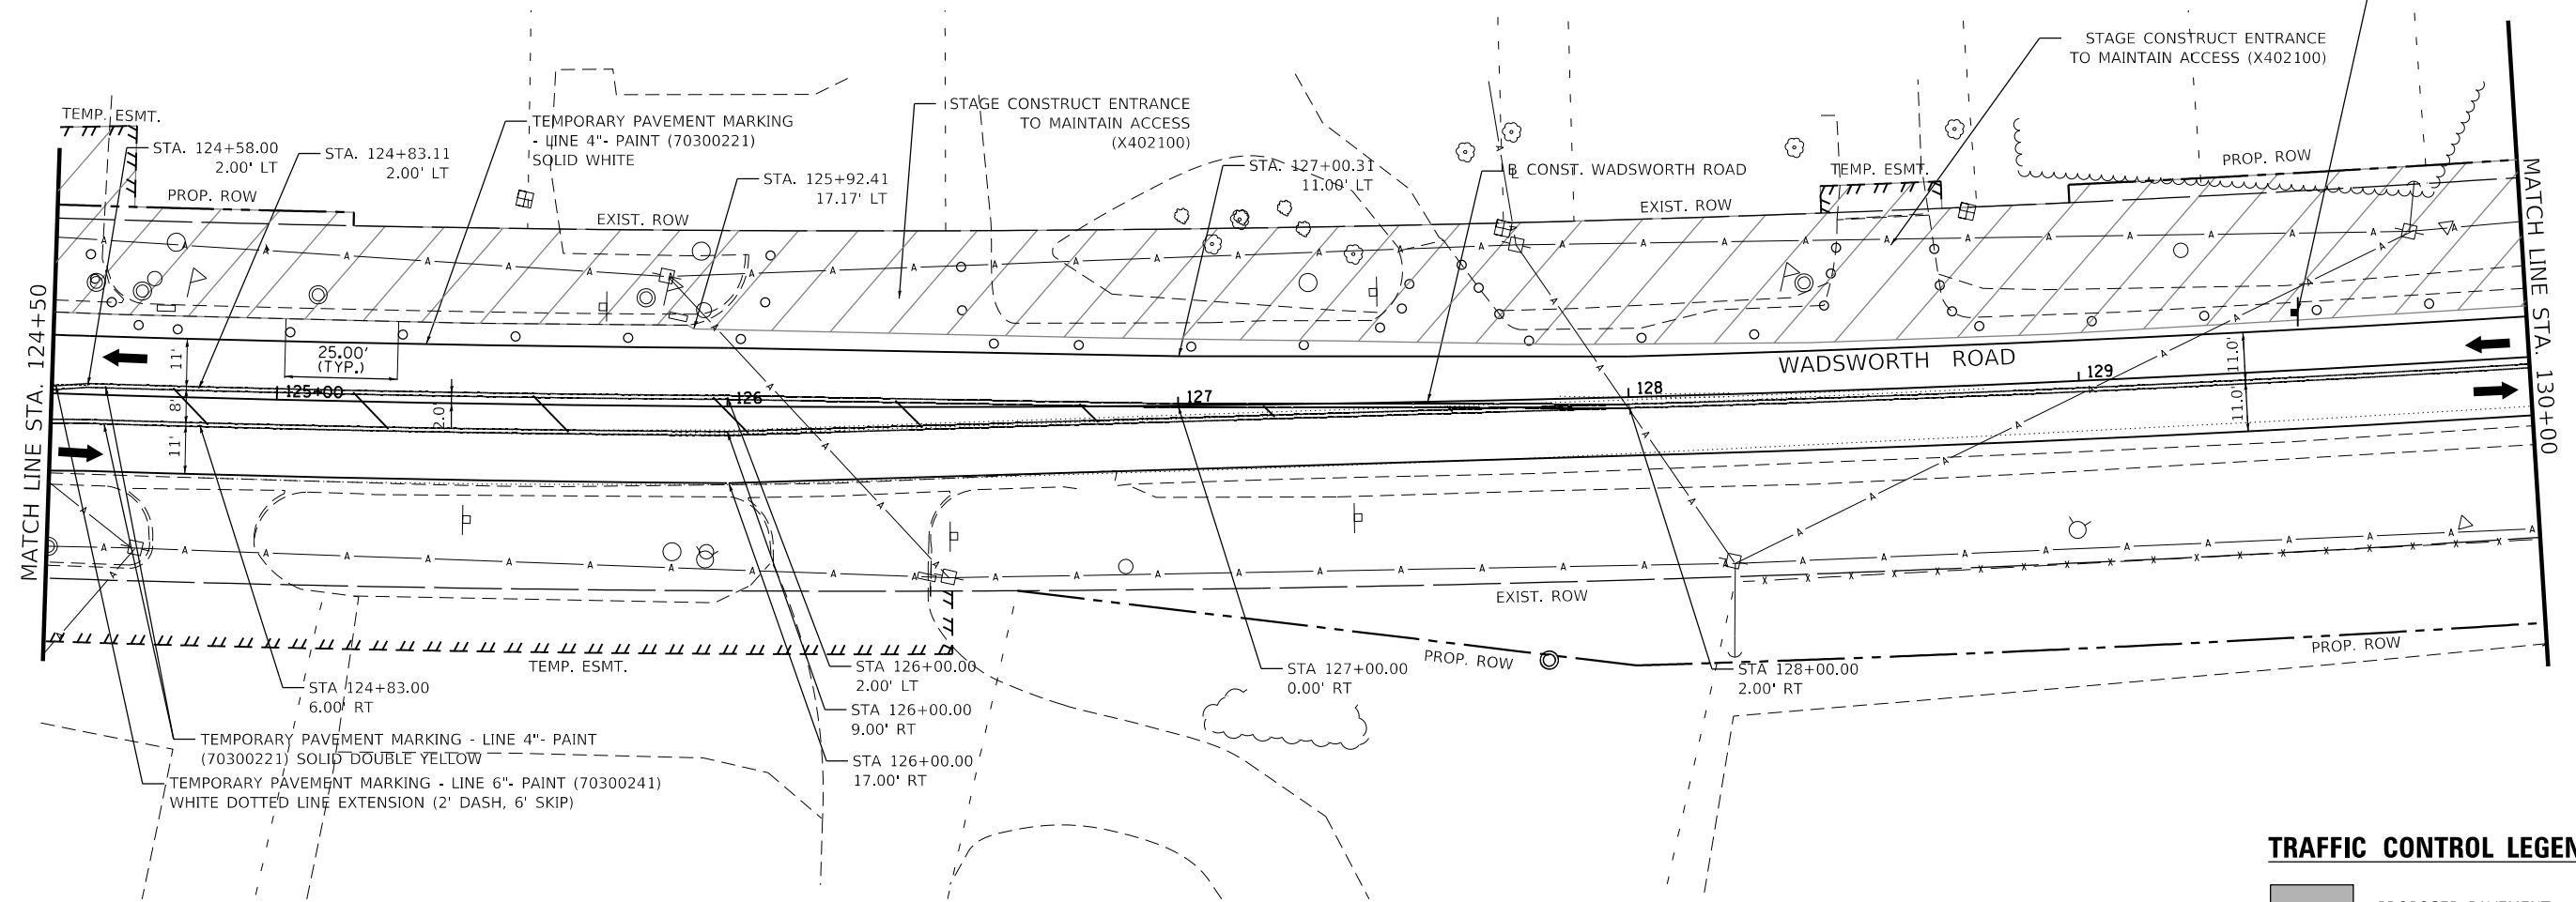 STAGE CONSTRUCT ENTRANCE
TO MAINTAIN ACCESS (X402100)
TEMP. ESMT.
STA. 124+58.00
2.00' LT
STA. 124+83.11
2.00' LT
TEMPORARY PAVEMENT MARKING
- LINE 4"- PAINT (70300221)
SOLID WHITE
STAGE CONSTRUCT ENTRANCE
TO MAINTAIN ACCESS
(X402100)
STA. 125+92.41
17.17' LT
STA. 127+00.31
11.00' LT
B CONST. WADSWORTH ROAD
TEMP. ESMT.
PROP. ROW
PROP. ROW
EXIST. ROW
EXIST. ROW
MATCH LINE STA. 124+50
MATCH LINE STA. 130+00
25.00'
(TYP.)
11'
8'
11'
2.0'
125+00
126
127
128
129
WADSWORTH ROAD
11.0'
11.0'
EXIST. ROW
PROP. ROW
PROP. ROW
TEMP. ESMT.
STA 124+83.00
6.00' RT
STA 126+00.00
2.00' LT
STA 126+00.00
9.00' RT
STA 126+00.00
17.00' RT
STA 127+00.00
0.00' RT
STA 128+00.00
2.00' RT
TEMPORARY PAVEMENT MARKING - LINE 4"- PAINT
(70300221) SOLID DOUBLE YELLOW
TEMPORARY PAVEMENT MARKING - LINE 6"- PAINT (70300241)
WHITE DOTTED LINE EXTENSION (2' DASH, 6' SKIP)
TRAFFIC CONTROL LEGEN